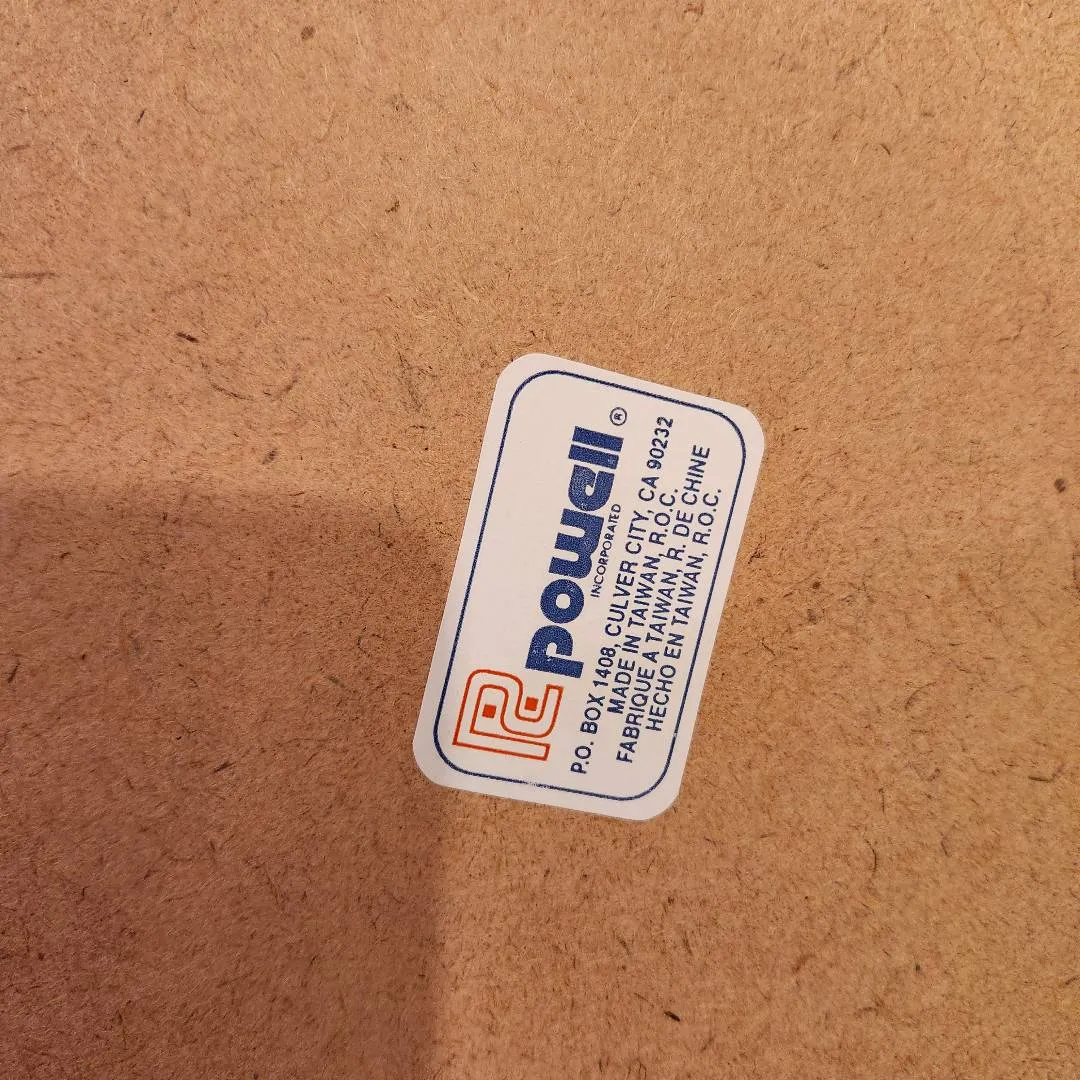 powell ®
INCORPORATED
P.O. BOX 1408, CULVER CITY, CA 90232
MADE IN TAIWAN, R.O.C.
FABRIQUE A TAIWAN, R. DE CHINE
HECHO EN TAIWAN, R.O.C.